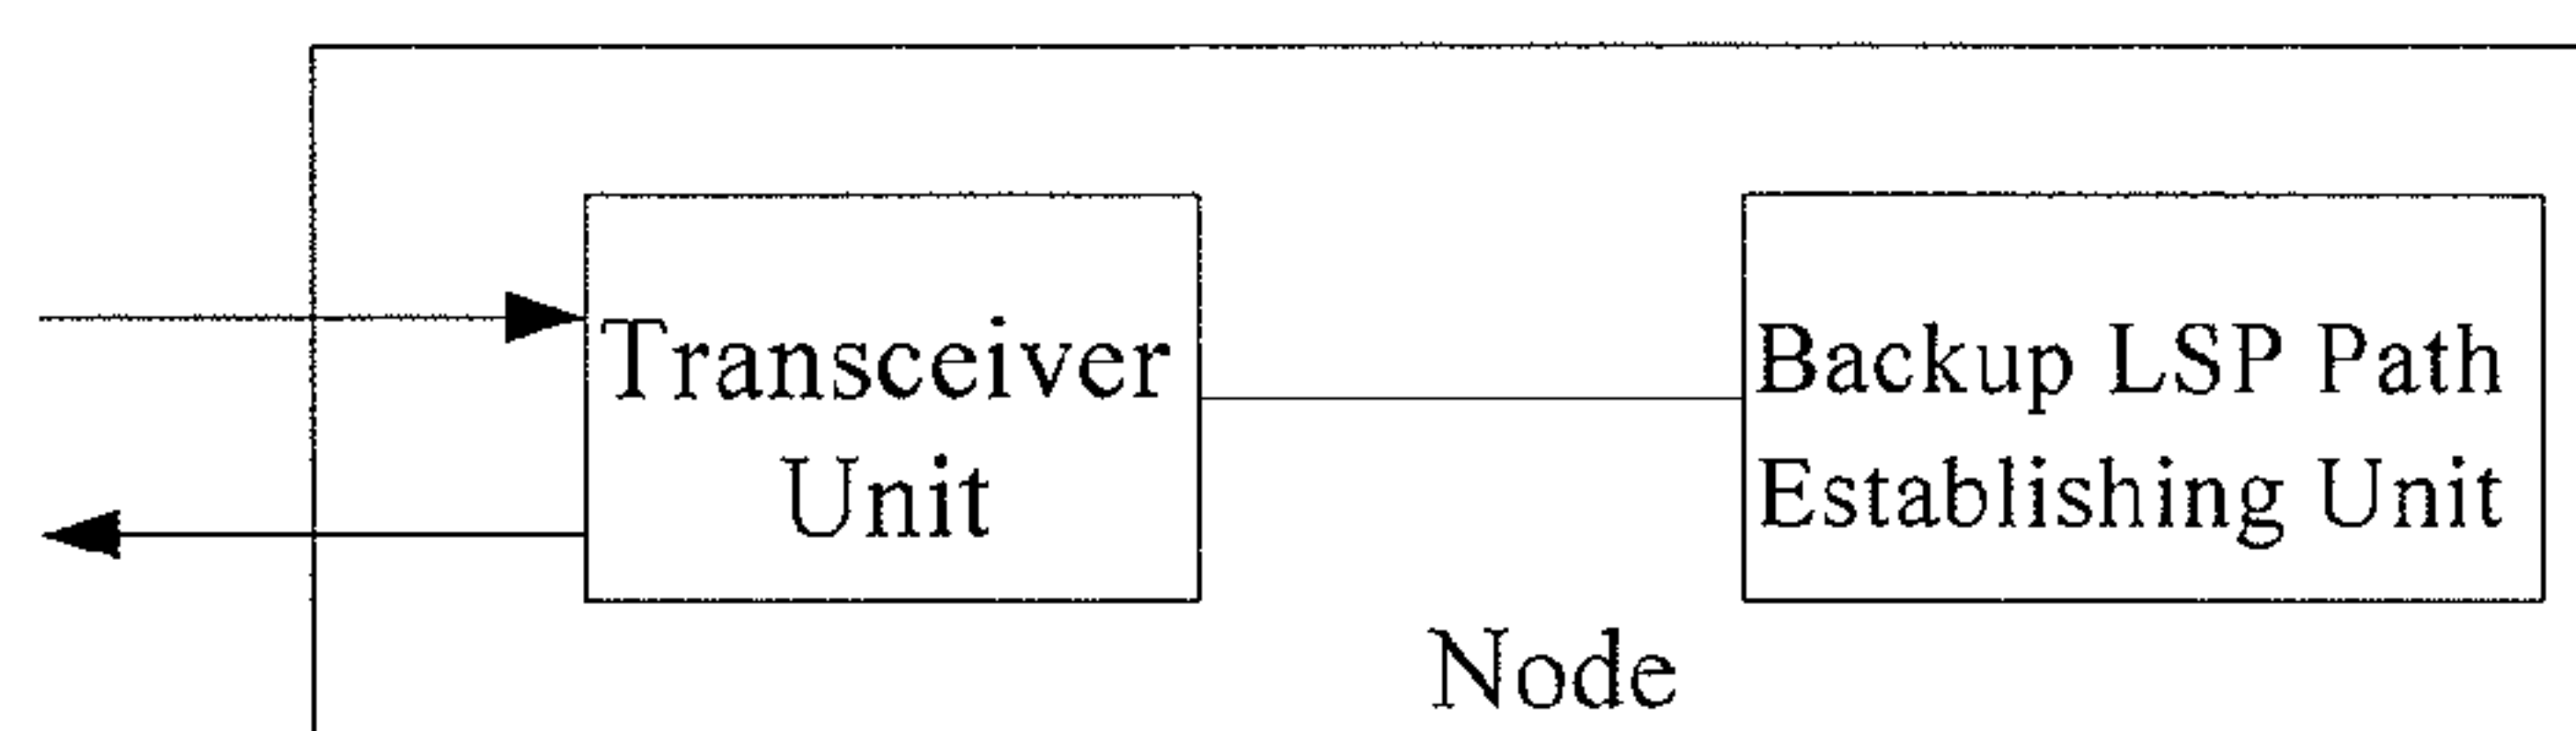 Transceiver
Unit
Backup LSP Path
Establishing Unit
Node